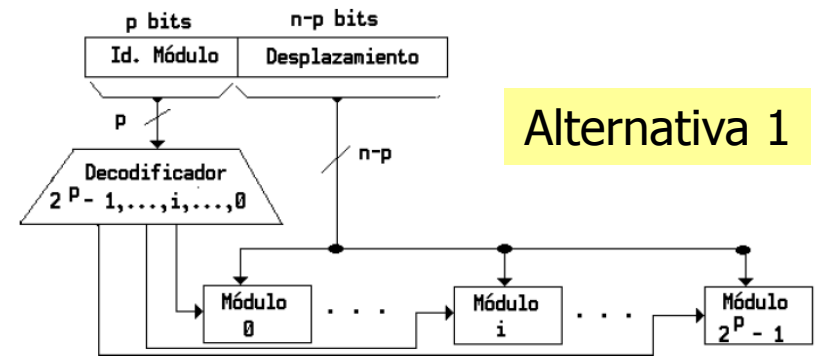 p bits n-p bits
Id. Módulo Desplazamiento
Alternativa 1
p
n-p
Decodificador
2^p - 1,...,i,...,0
Módulo
0
. . .
Módulo
i
. . .
Módulo
2^p - 1